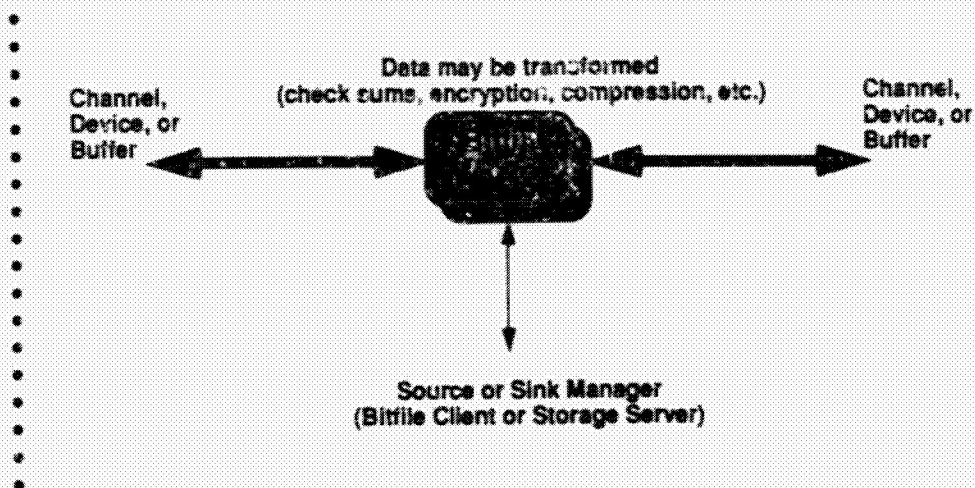 Data may be transformed
(check sums, encryption, compression, etc.)
Channel,
Device, or
Buffer
Channel,
Device, or
Buffer
Source or Sink Manager
(Bitfile Client or Storage Server)